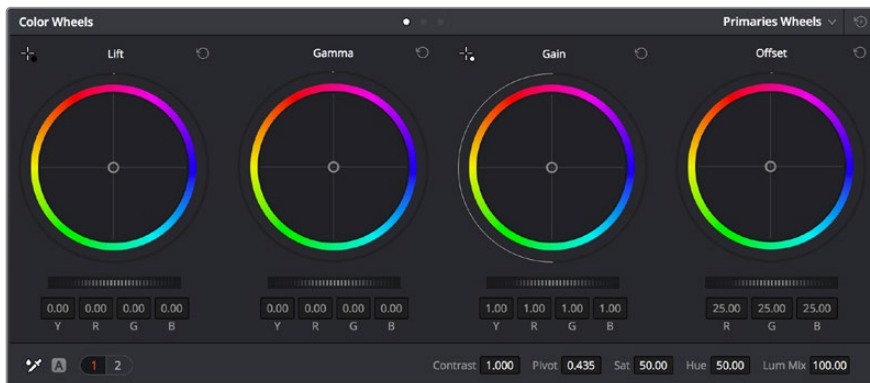 Color Wheels Primaries Wheels
Lift Gamma Gain Offset
0.00 0.00 0.00 0.00 0.00 0.00 0.00 0.00 1.00 1.00 1.00 1.00 25.00 25.00 25.00
Y R G B Y R G B Y R G B R G B
A 1 2 Contrast 1.000 Pivot 0.435 Sat 50.00 Hue 50.00 Lum Mix 100.00